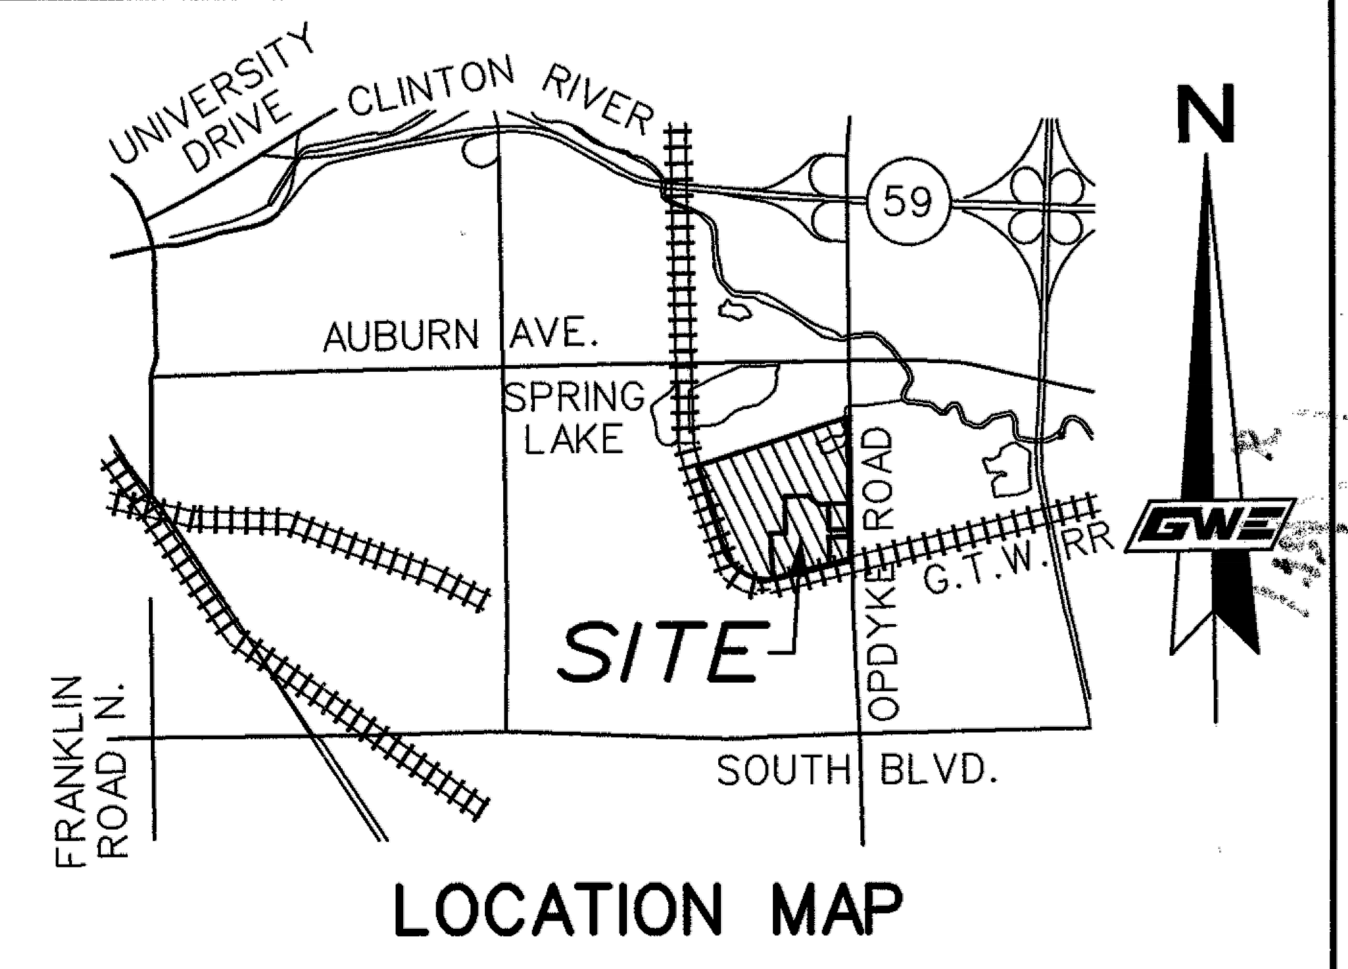 UNIVERSITY
DRIVE
CLINTON RIVER
N
59
AUBURN AVE.
SPRING
LAKE
OPDYKE ROAD
G.T.W. RR
GWE
SITE
FRANKLIN
ROAD N.
SOUTH BLVD.
LOCATION MAP